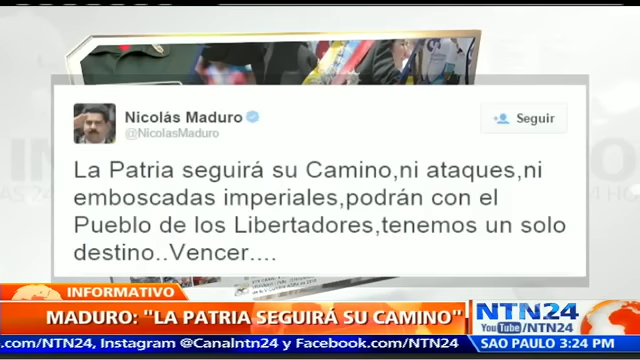 Nicolás Maduro
@NicolasMaduro
Seguir
La Patria seguirá su Camino,ni ataques,ni
emboscadas imperiales,podrán con el
Pueblo de los Libertadores,tenemos un solo
destino..Vencer....
INFORMATIVO
MADURO: "LA PATRIA SEGUIRÁ SU CAMINO"
NTN24
YouTube/NTN24
o.com/NTN24 Instagram @Canalntn24 y Facebook.com/C
SAO PAULO 3:24 PM